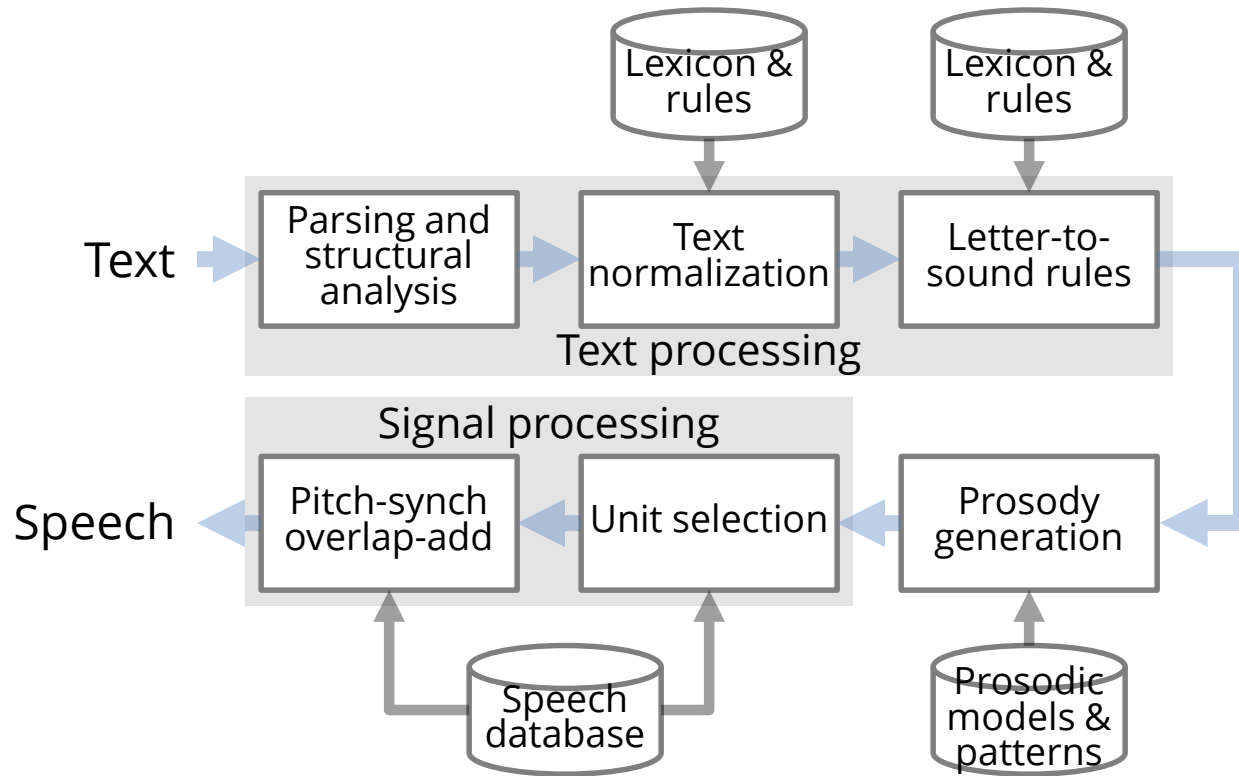 Lexicon &
rules
Lexicon &
rules
Text
Parsing and
structural
analysis
Text
normalization
Letter-to-
sound rules
Text processing
Signal processing
Speech
Pitch-synch
overlap-add
Unit selection
Prosody
generation
Speech
database
Prosodic
models &
patterns